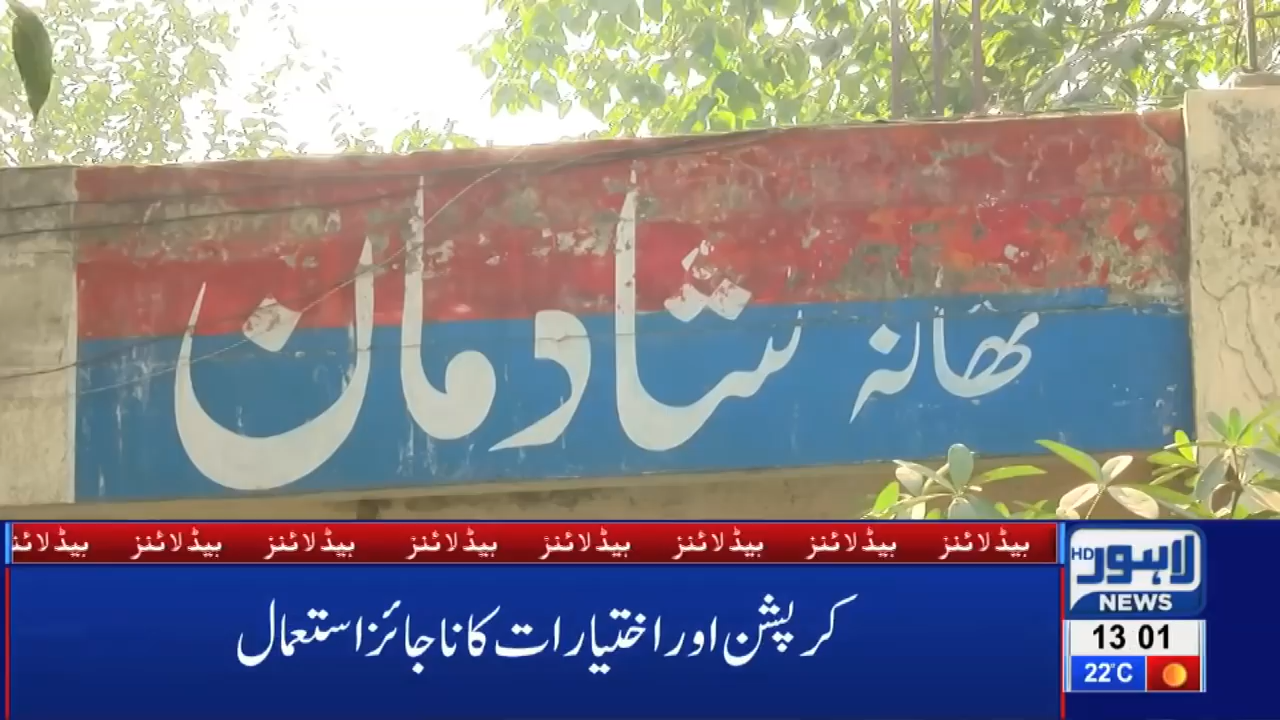 تھانہ شادمان
ہیڈلائنز ہیڈلائنز ہیڈلائنز ہیڈلائنز ہیڈلائنز ہیڈلائنز ہیڈلائنز ہیڈلائنز
کرپشن اور اختیارات کا ناجائز استعمال
لاہور HD
NEWS
13 01
22°C